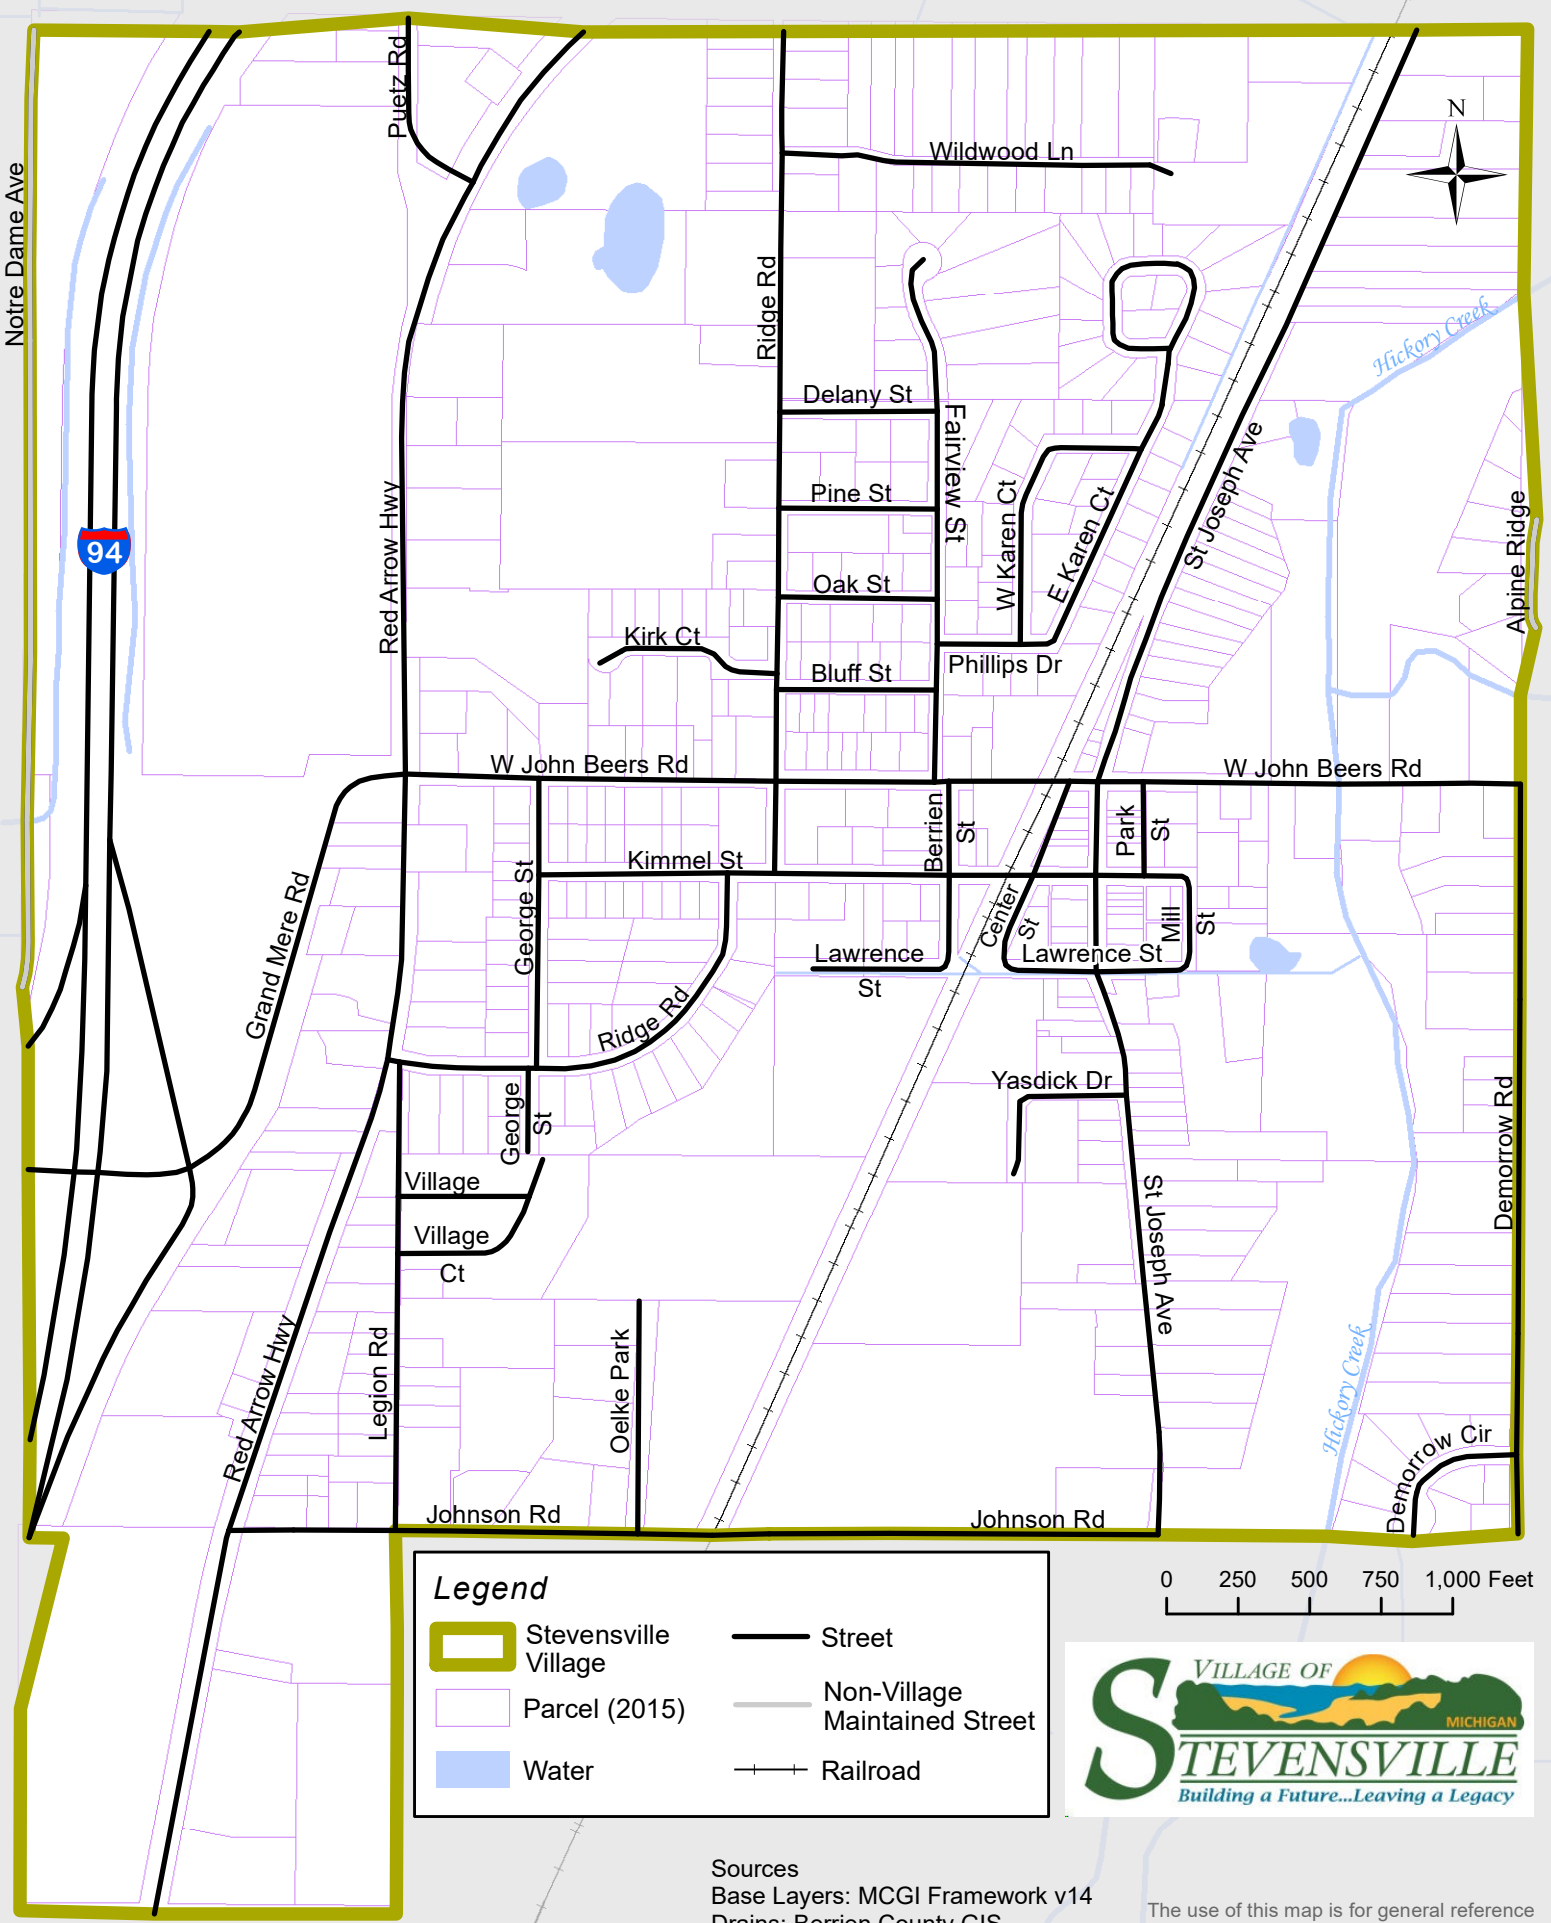 Puetz Rd
N
Wildwood Ln
Notre Dame Ave
Ridge Rd
Hickory Creek
Delany St
Fairview St
St Joseph Ave
Red Arrow Hwy
Pine St
W Karen Ct
E Karen Ct
Alpine Ridge
94
Oak St
Kirk Ct
Bluff St
Phillips Dr
W John Beers Rd
W John Beers Rd
Berrien
St
Park
St
Kimmel St
George St
Grand Mere Rd
Center
St
Mill
St
Lawrence
St
Lawrence St
Ridge Rd
Yasdick Dr
George
St
Demorrow Rd
Village
Village
Ct
St Joseph Ave
Red Arrow Hwy
Legion Rd
Oelke Park
Hickory Creek
Demorrow Cir
Johnson Rd
Johnson Rd
Legend
Stevensville
Village
Parcel (2015)
Water
Street
Non-Village
Maintained Street
Railroad
0 250 500 750 1,000 Feet
VILLAGE OF
MICHIGAN
STEVENSVILLE
Building a Future...Leaving a Legacy
Sources
Base Layers: MCGI Framework v14
Drains: Berrien County GIS
The use of this map is for general reference